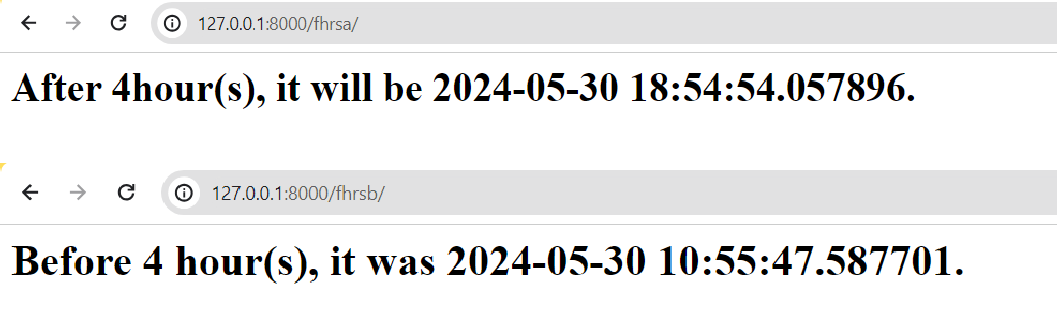 127.0.0.1:8000/fhrsa/
After 4hour(s), it will be 2024-05-30 18:54:54.057896.
127.0.0.1:8000/fhrsb/
Before 4 hour(s), it was 2024-05-30 10:55:47.587701.